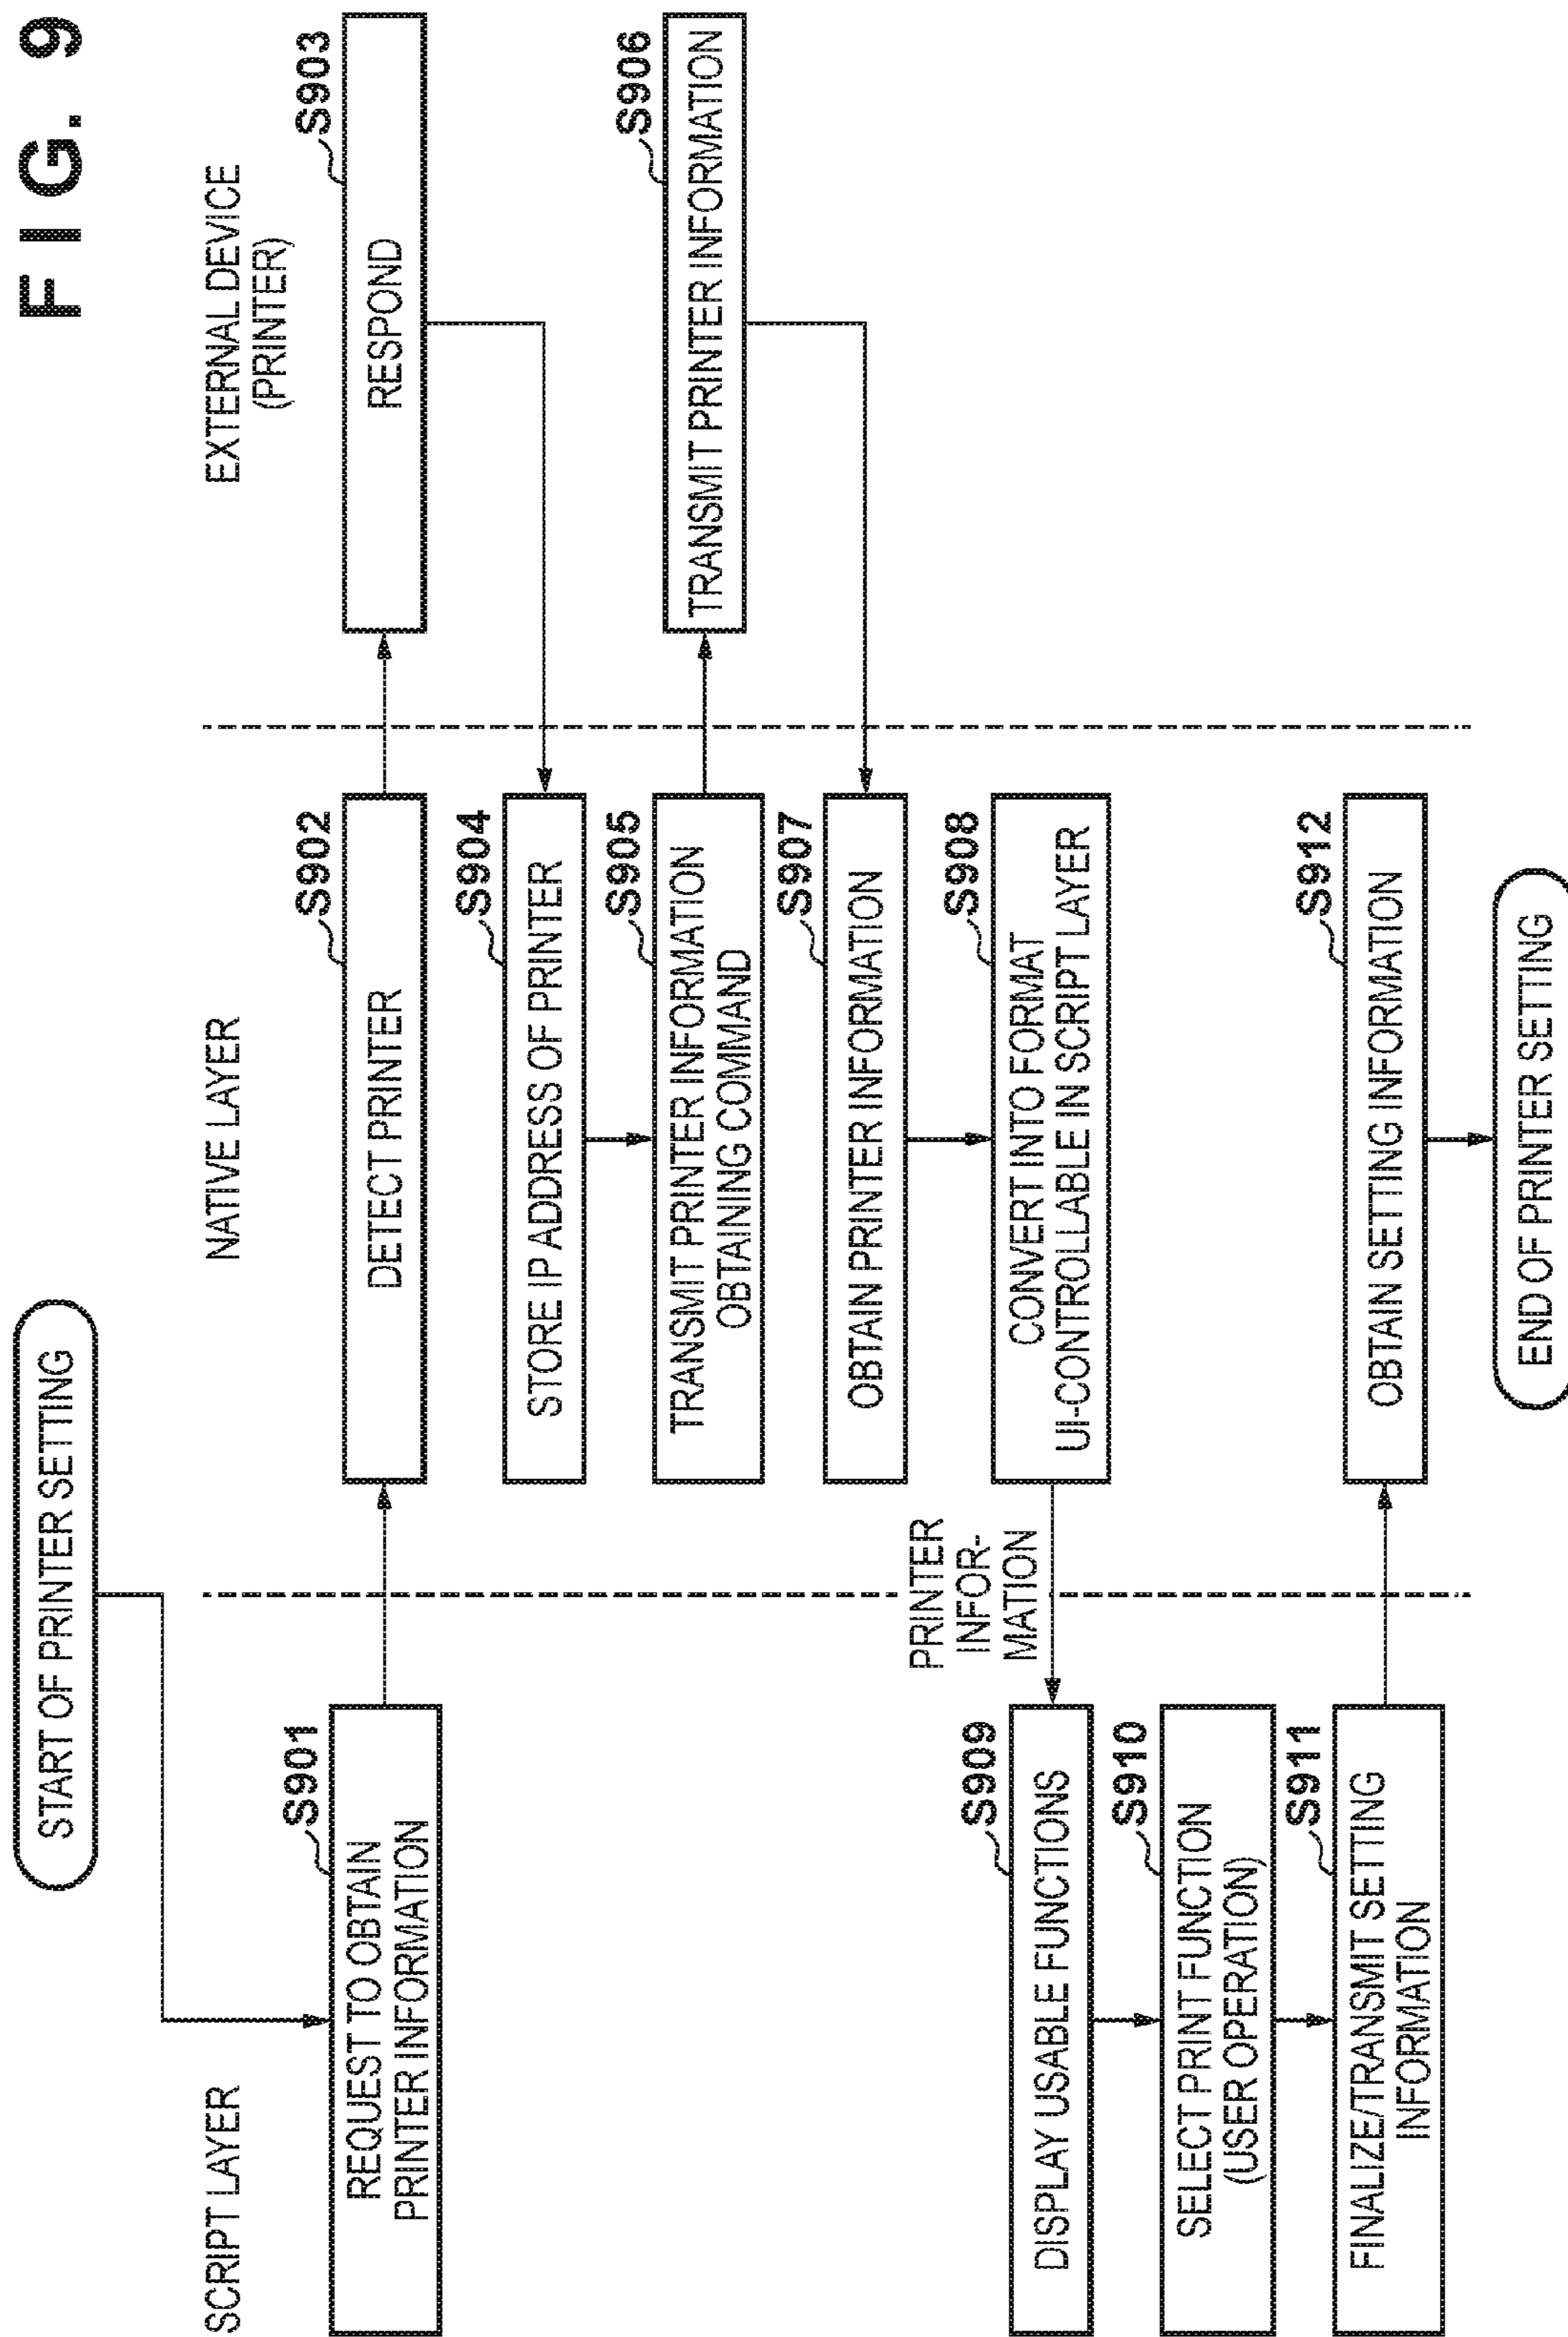 FIG. 9
START OF PRINTER SETTING
SCRIPT LAYER
NATIVE LAYER
EXTERNAL DEVICE
(PRINTER)
S901
REQUEST TO OBTAIN
PRINTER INFORMATION
S902
DETECT PRINTER
S903
RESPOND
S904
STORE IP ADDRESS OF PRINTER
S905
TRANSMIT PRINTER INFORMATION
OBTAINING COMMAND
S906
TRANSMIT PRINTER INFORMATION
S907
OBTAIN PRINTER INFORMATION
S908
CONVERT INTO FORMAT
UI-CONTROLLABLE IN SCRIPT LAYER
PRINTER
INFOR-
MATION
S909
DISPLAY USABLE FUNCTIONS
S910
SELECT PRINT FUNCTION
(USER OPERATION)
S911
FINALIZE/TRANSMIT SETTING
INFORMATION
S912
OBTAIN SETTING INFORMATION
END OF PRINTER SETTING